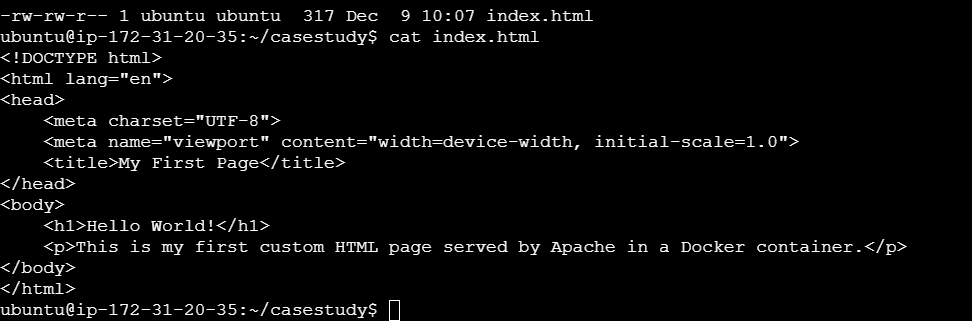 -rw-rw-r-- 1 ubuntu ubuntu  317 Dec  9 10:07 index.html
ubuntu@ip-172-31-20-35:~/casestudy$ cat index.html
<!DOCTYPE html>
<html lang="en">
<head>
    <meta charset="UTF-8">
    <meta name="viewport" content="width=device-width, initial-scale=1.0">
    <title>My First Page</title>
</head>
<body>
    <h1>Hello World!</h1>
    <p>This is my first custom HTML page served by Apache in a Docker container.</p>
</body>
</html>
ubuntu@ip-172-31-20-35:~/casestudy$